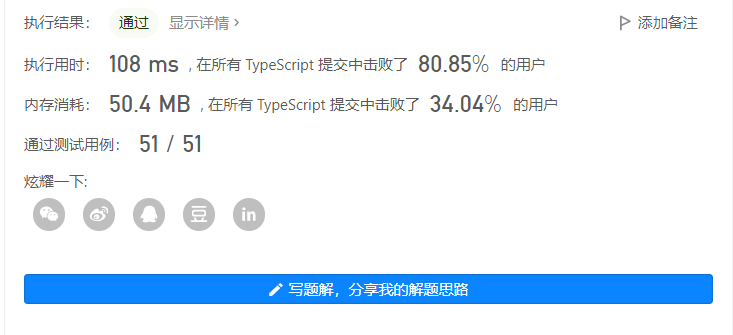 执行结果： 通过 显示详情 > 添加备注
执行用时： 108 ms , 在所有 TypeScript 提交中击败了 80.85% 的用户
内存消耗： 50.4 MB , 在所有 TypeScript 提交中击败了 34.04% 的用户
通过测试用例： 51 / 51
炫耀一下:
豆 in
写题解，分享我的解题思路